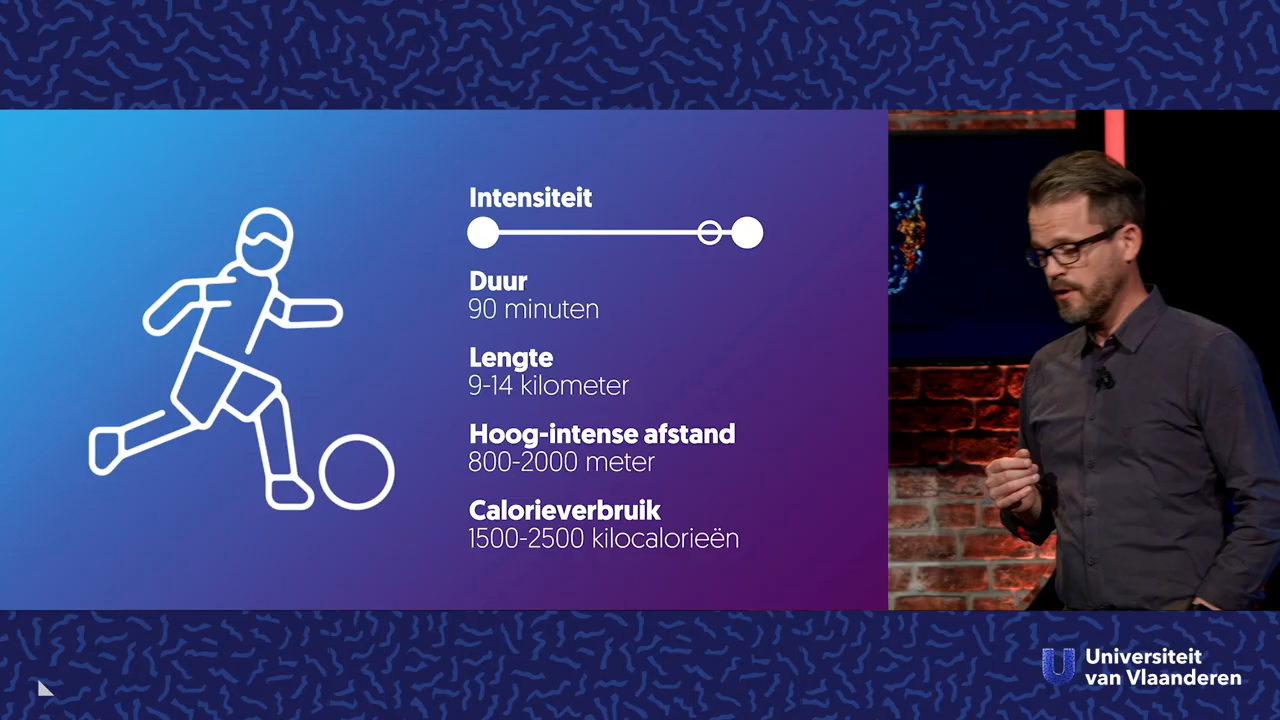 Intensiteit
Duur
90 minuten
Lengte
9-14 kilometer
Hoog-intense afstand
800-2000 meter
Calorieverbruik
1500-2500 kilocalorieën
Universiteit
van Vlaanderen